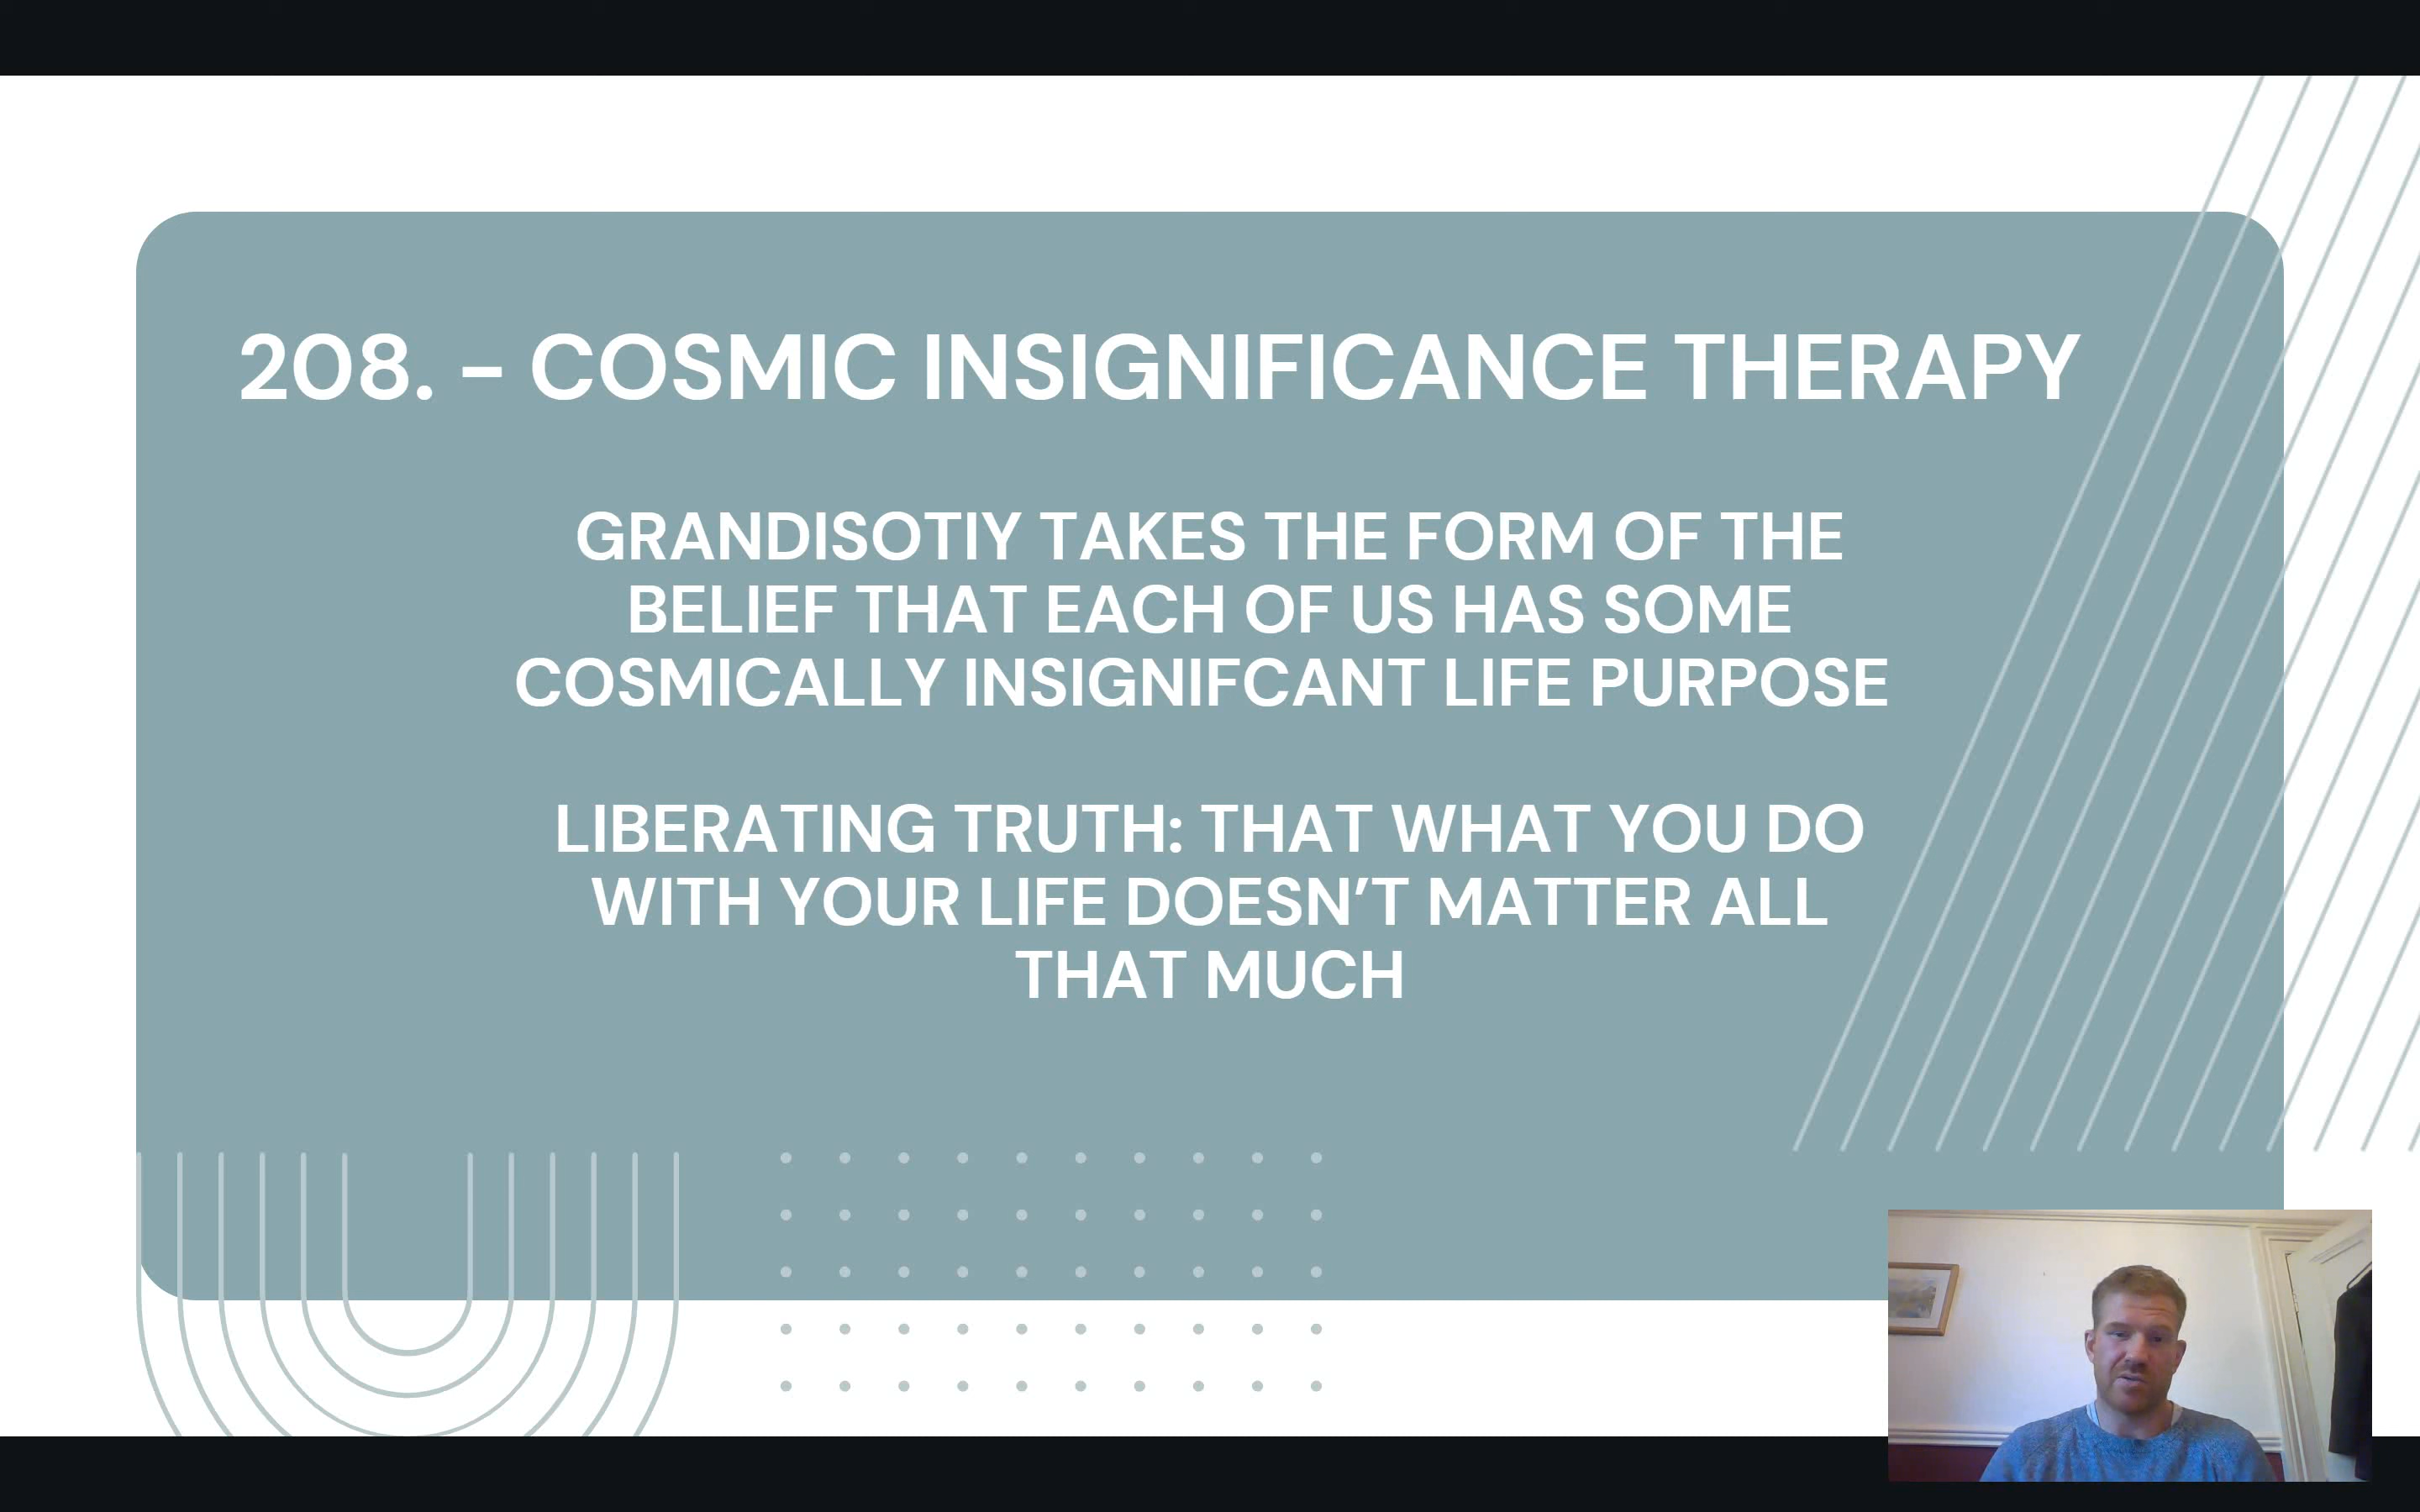 208. - COSMIC INSIGNIFICANCE THERAPY
GRANDISOTIY TAKES THE FORM OF THE
BELIEF THAT EACH OF US HAS SOME
COSMICALLY INSIGNIFCANT LIFE PURPOSE
LIBERATING TRUTH: THAT WHAT YOU DO
WITH YOUR LIFE DOESN’T MATTER ALL
THAT MUCH